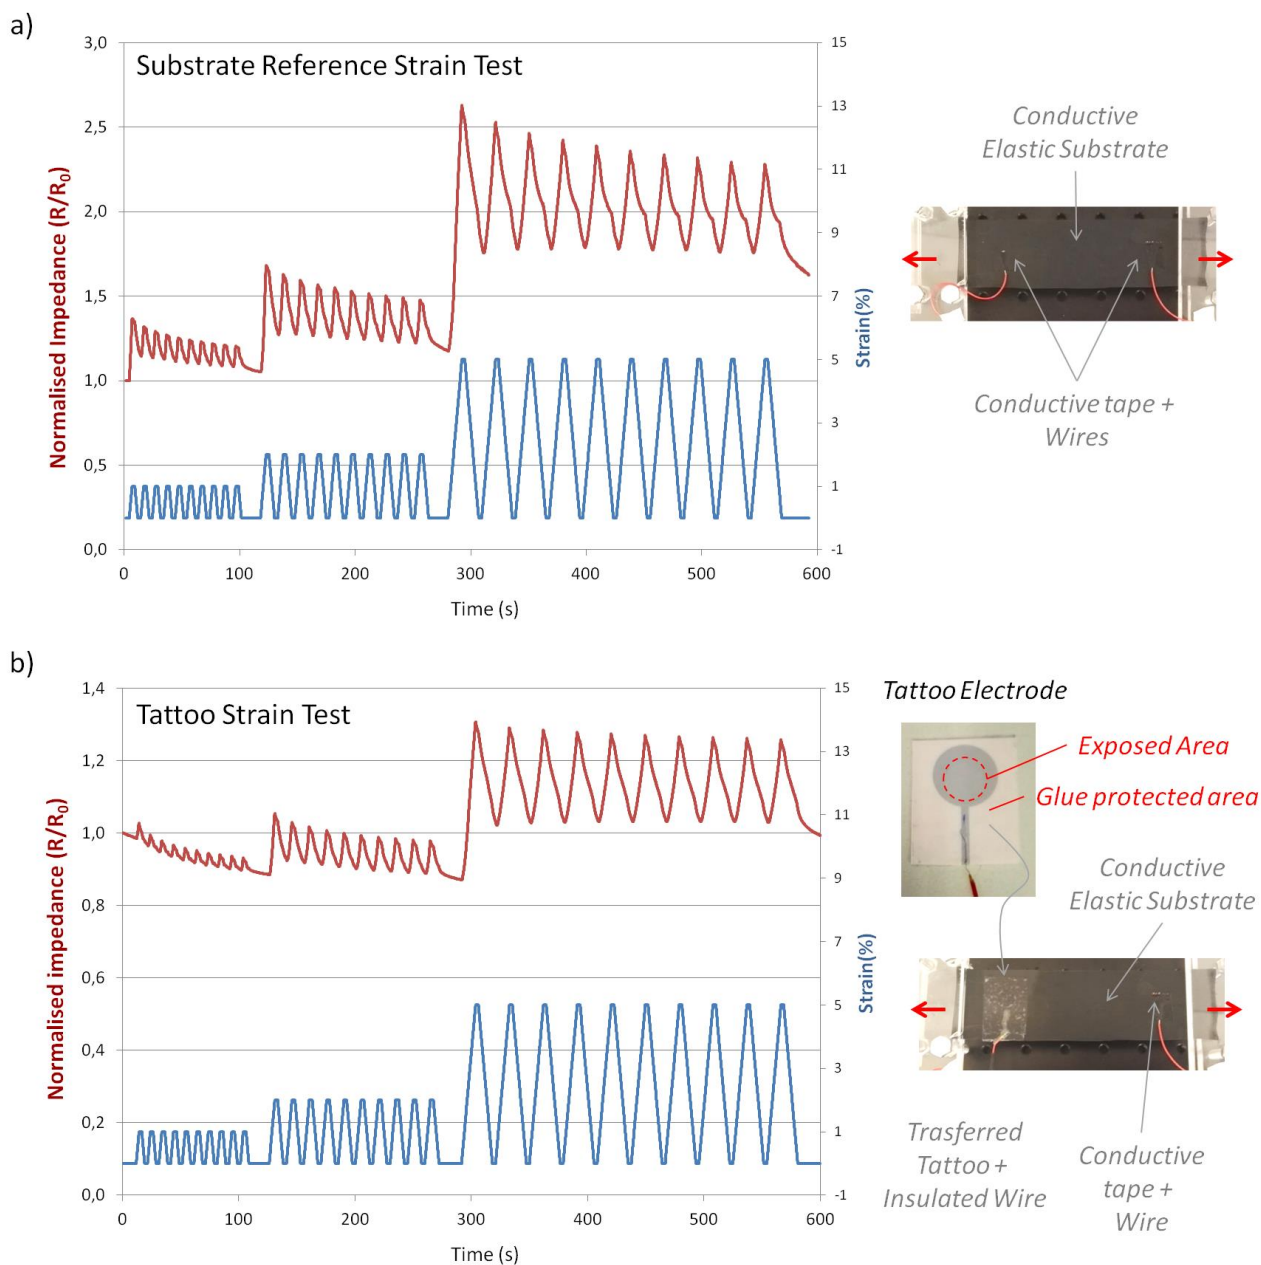 a)
Substrate Reference Strain Test
Normalised Impedance (R/R₀)
3,0
2,5
2,0
1,5
1,0
0,5
0,0
0 100 200 300 400 500 600
Time (s)
15
13
11
9
7
5
3
1
-1
Strain(%)
Conductive
Elastic Substrate
Conductive tape +
Wires
b)
Tattoo Strain Test
Normalised impedance (R/R₀)
1,4
1,2
1,0
0,8
0,6
0,4
0,2
0,0
0 100 200 300 400 500 600
Time (s)
15
13
11
9
7
5
3
1
-1
Strain(%)
Tattoo Electrode
Exposed Area
Glue protected area
Conductive
Elastic Substrate
Trasferred
Tattoo +
Insulated Wire
Conductive
tape +
Wire